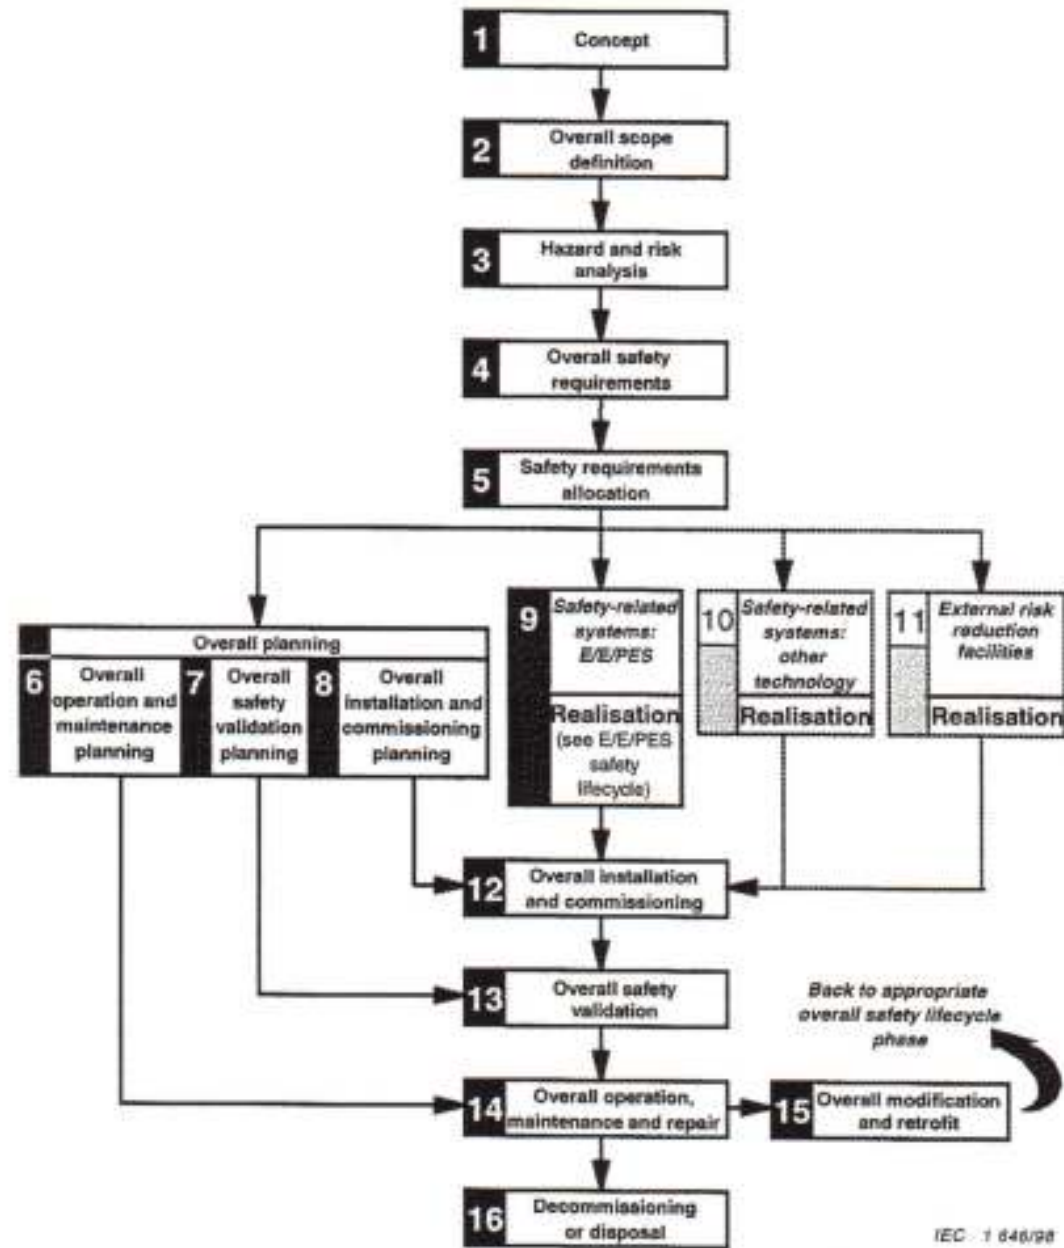 1
Concept
2
Overall scope
definition
3
Hazard and risk
analysis
4
Overall safety
requirements
5
Safety requirements
allocation
9
Safety-related
systems:
E/E/PES
Realisation
(see E/E/PES
safety
lifecycle)
10
Safety-related
systems:
other
technology
Realisation
11
External risk
reduction
facilities
Realisation
Overall planning
6
Overall
operation and
maintenance
planning
7
Overall
safety
validation
planning
8
Overall
installation and
commissioning
planning
12
Overall installation
and commissioning
13
Overall safety
validation
Back to appropriate
overall safety lifecycle
phase
14
Overall operation,
maintenance and repair
15
Overall modification
and retrofit
16
Decommissioning
or disposal
IEC 1 646/98